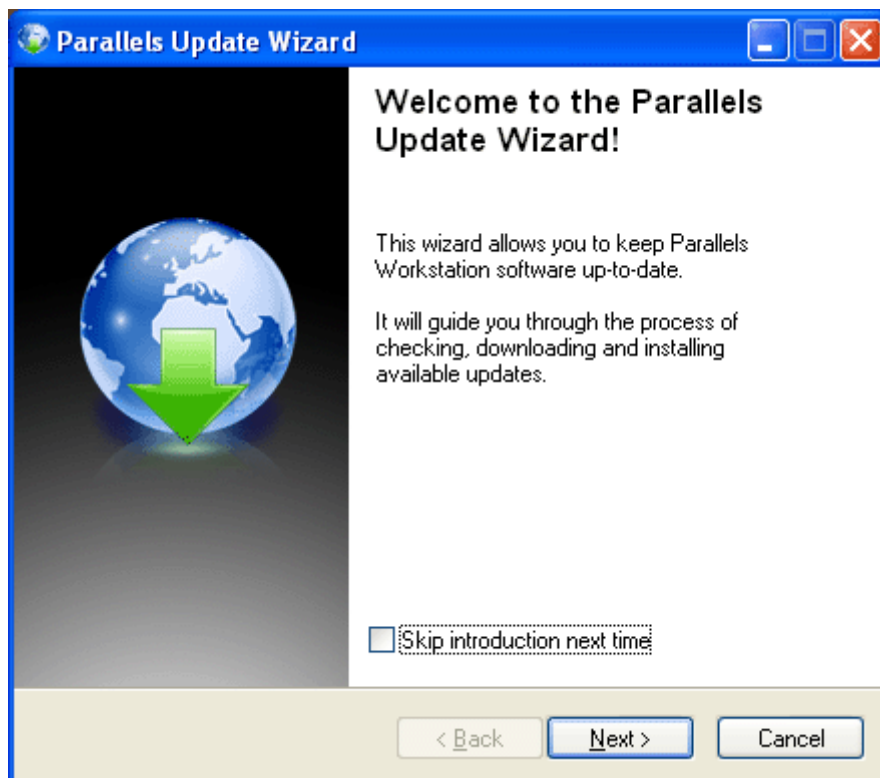 Parallels Update Wizard
Welcome to the Parallels
Update Wizard!
This wizard allows you to keep Parallels
Workstation software up-to-date.
It will guide you through the process of
checking, downloading and installing
available updates.
Skip introduction next time
< Back Next > Cancel